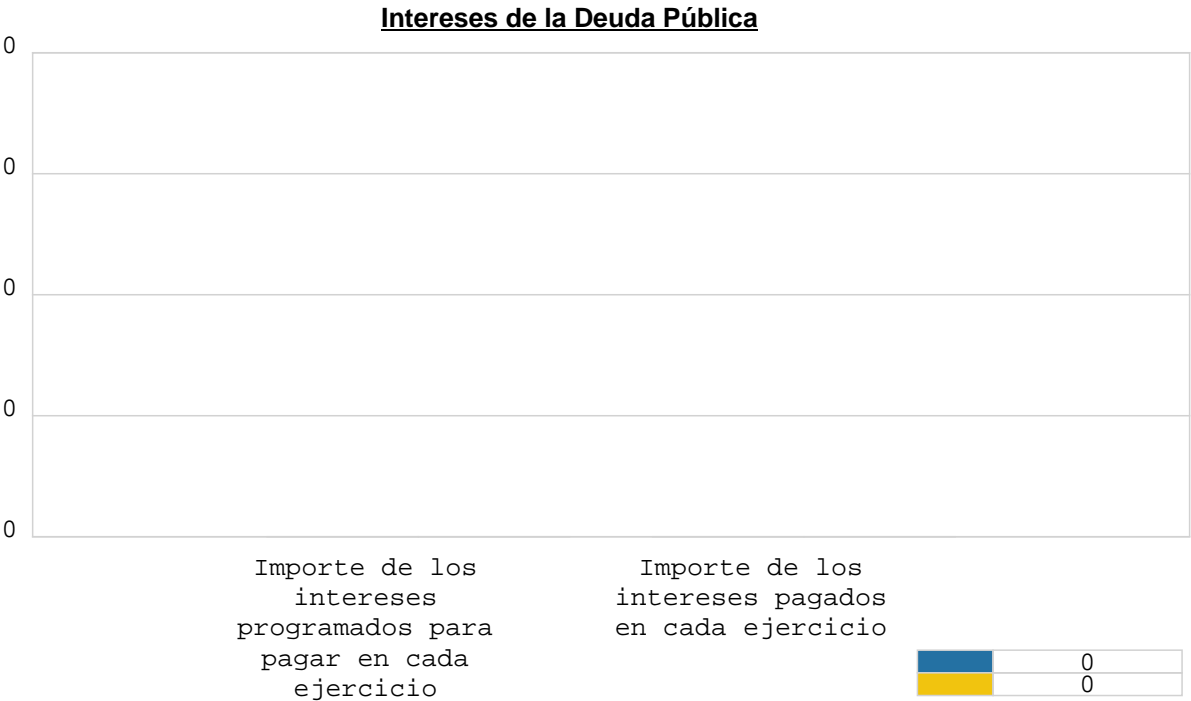 Intereses de la Deuda Pública
0
0
0
0
0
Importe de los
intereses
programados para
pagar en cada
ejercicio
Importe de los
intereses pagados
en cada ejercicio
0
0